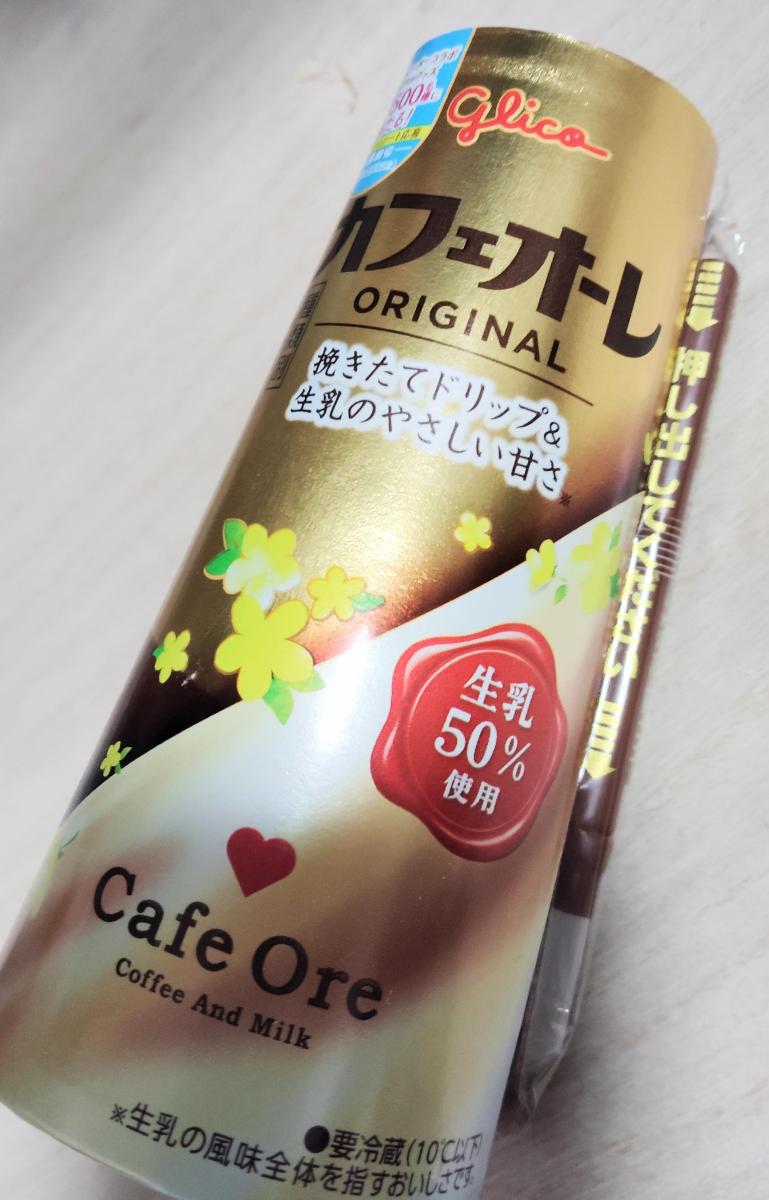 Glico
カフェオーレ
ORIGINAL
挽きたてドリップ&
生乳のやさしい甘さ※
生乳
50%
使用
Cafe Ore
Coffee And Milk
●要冷蔵(10℃以下)
※生乳の風味全体を指すおいしさです。
押し出してください